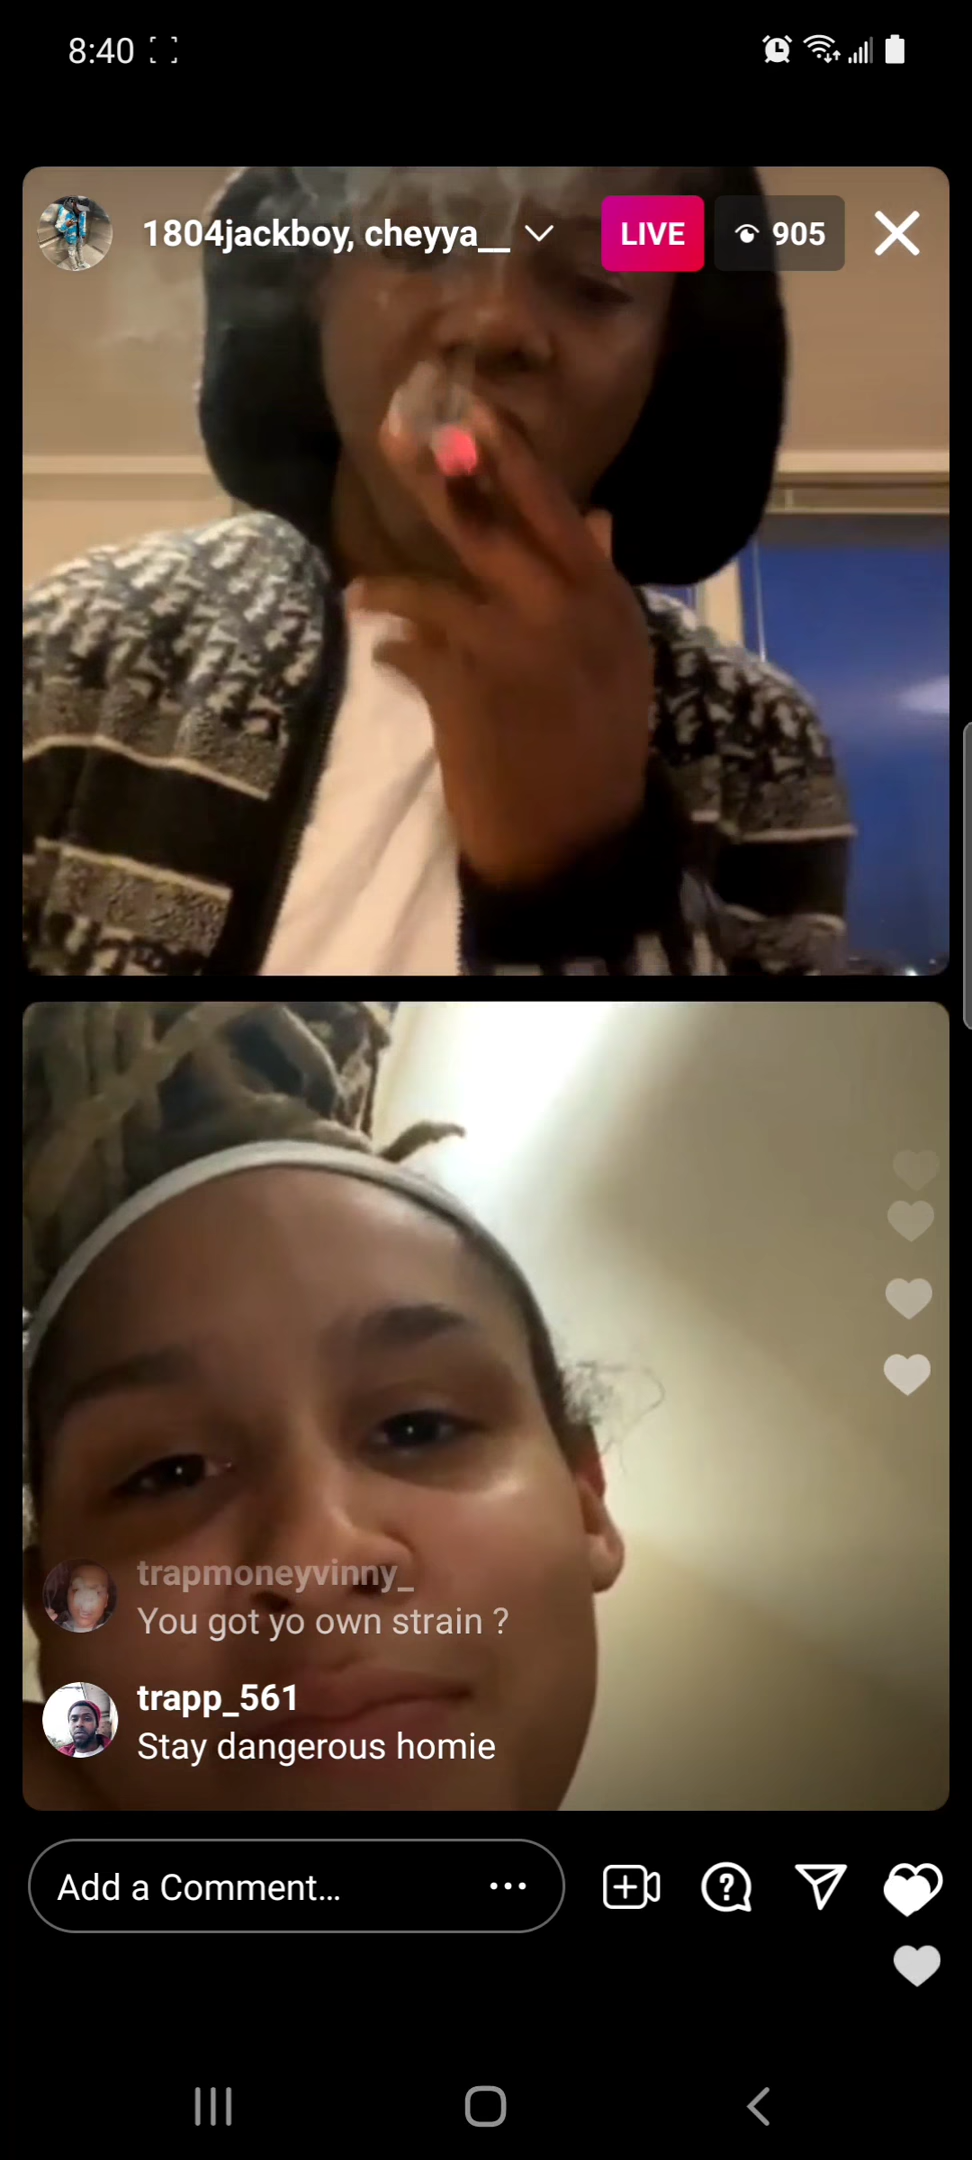 8:40
1804jackboy, cheyya__
LIVE
905
trapmoneyvinny_
You got yo own strain ?
trapp_561
Stay dangerous homie
Add a Comment...